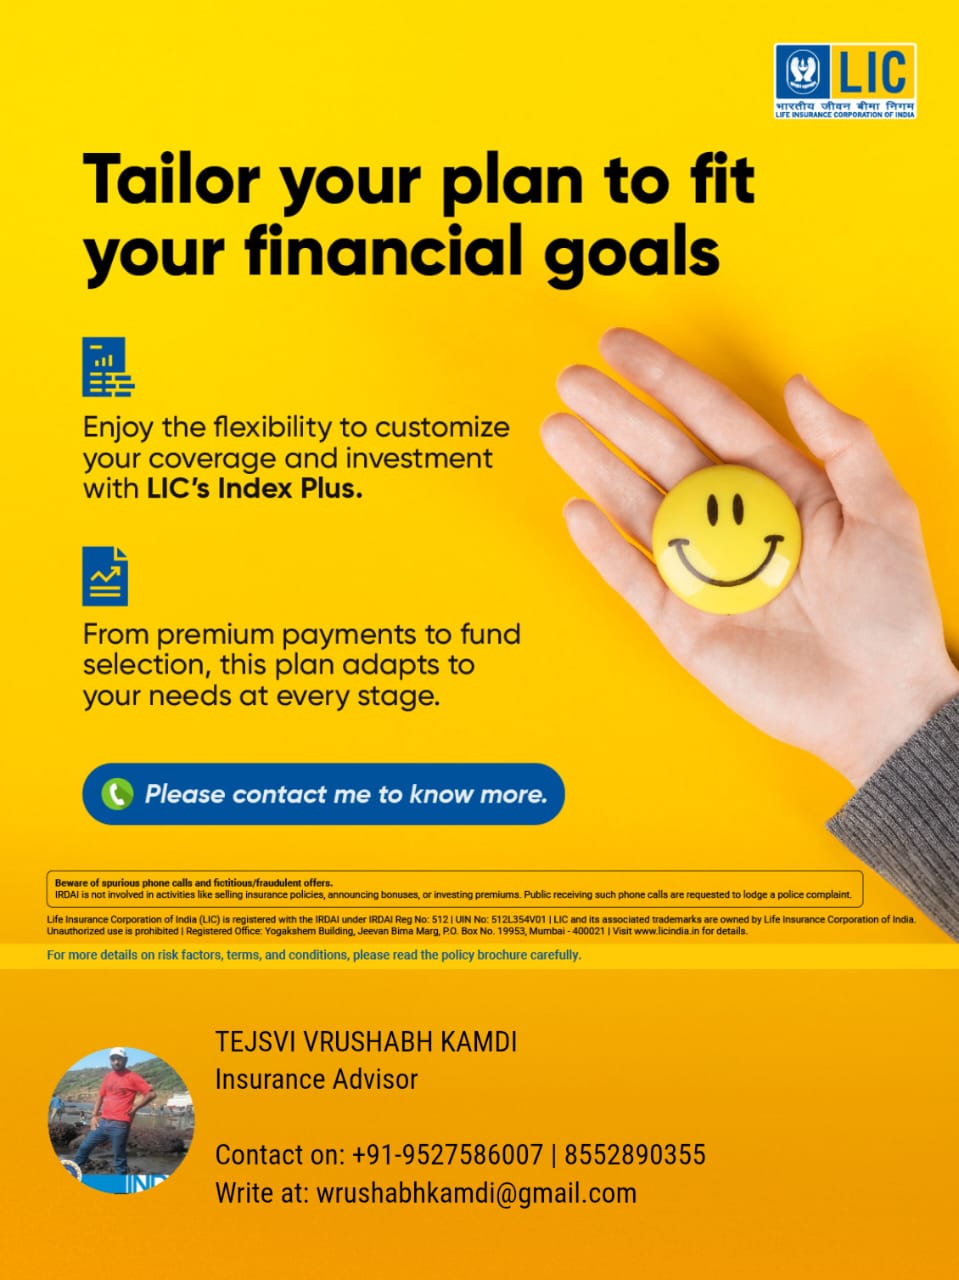 LIC
भारतीय जीवन बीमा निगम
LIFE INSURANCE CORPORATION OF INDIA
Tailor your plan to fit
your financial goals
Enjoy the flexibility to customize
your coverage and investment
with LIC's Index Plus.
From premium payments to fund
selection, this plan adapts to
your needs at every stage.
Please contact me to know more.
Beware of spurious phone calls and fictitious/fraudulent offers.
IRDAI is not involved in activities like selling insurance policies, announcing bonuses, or investing premiums. Public receiving such phone calls are requested to lodge a police complaint.
Life Insurance Corporation of India (LIC) is registered with the IRDAI under IRDAI Reg No: 512 | UIN No: 512L354V01 | LIC and its associated trademarks are owned by Life Insurance Corporation of India.
Unauthorized use is prohibited | Registered Office: Yogakshem Building, Jeevan Bima Marg, P.O. Box No. 19953, Mumbai - 400021 | Visit www.licindia.in for details.
For more details on risk factors, terms, and conditions, please read the policy brochure carefully.
TEJSVI VRUSHABH KAMDI
Insurance Advisor
Contact on: +91-9527586007 | 8552890355
Write at: wrushabhkamdi@gmail.com